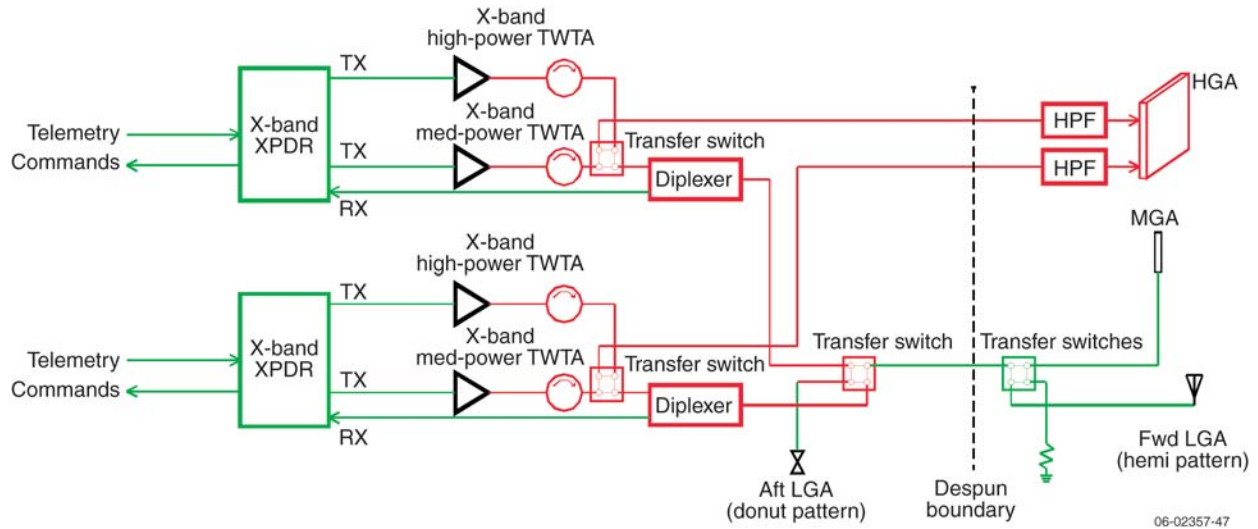 X-band
high-power TWTA
TX
X-band
XPDR
Telemetry
Commands
X-band
med-power TWTA
TX
RX
Transfer switch
Diplexer
HPF
HPF
HGA
MGA
X-band
high-power TWTA
TX
X-band
XPDR
Telemetry
Commands
X-band
med-power TWTA
TX
RX
Transfer switch
Diplexer
Transfer switch
Transfer switches
Aft LGA
(donut pattern)
Despun
boundary
Fwd LGA
(hemi pattern)
06-02357-47